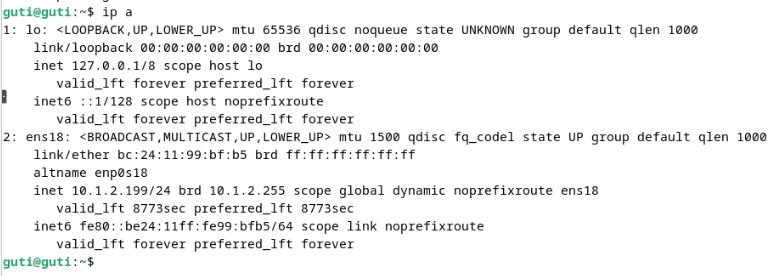 guti@guti:~$ ip a
1: lo: <LOOPBACK,UP,LOWER_UP> mtu 65536 qdisc noqueue state UNKNOWN group default qlen 1000
    link/loopback 00:00:00:00:00:00 brd 00:00:00:00:00:00
    inet 127.0.0.1/8 scope host lo
       valid_lft forever preferred_lft forever
    inet6 ::1/128 scope host noprefixroute
       valid_lft forever preferred_lft forever
2: ens18: <BROADCAST,MULTICAST,UP,LOWER_UP> mtu 1500 qdisc fq_codel state UP group default qlen 1000
    link/ether bc:24:11:99:bf:b5 brd ff:ff:ff:ff:ff:ff
    altname enp0s18
    inet 10.1.2.199/24 brd 10.1.2.255 scope global dynamic noprefixroute ens18
       valid_lft 8773sec preferred_lft 8773sec
    inet6 fe80::be24:11ff:fe99:bfb5/64 scope link noprefixroute
       valid_lft forever preferred_lft forever
guti@guti:~$